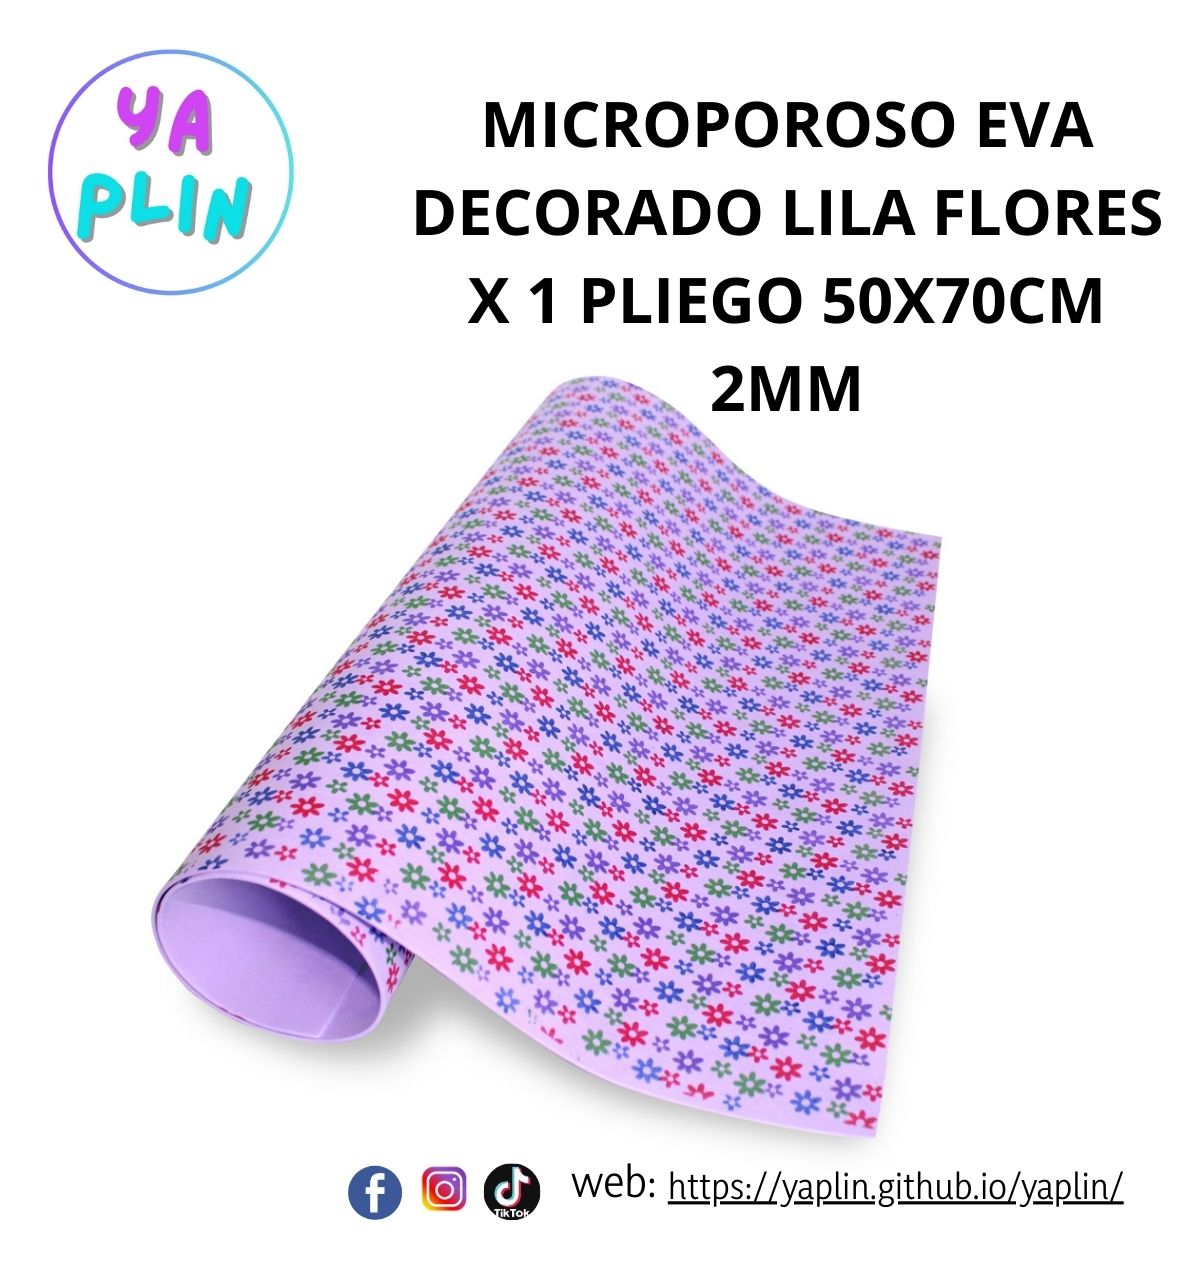 YA
PLIN
MICROPOROSO EVA
DECORADO LILA FLORES
X 1 PLIEGO 50X70CM
2MM
TikTok
web: https://yaplin.github.io/yaplin/